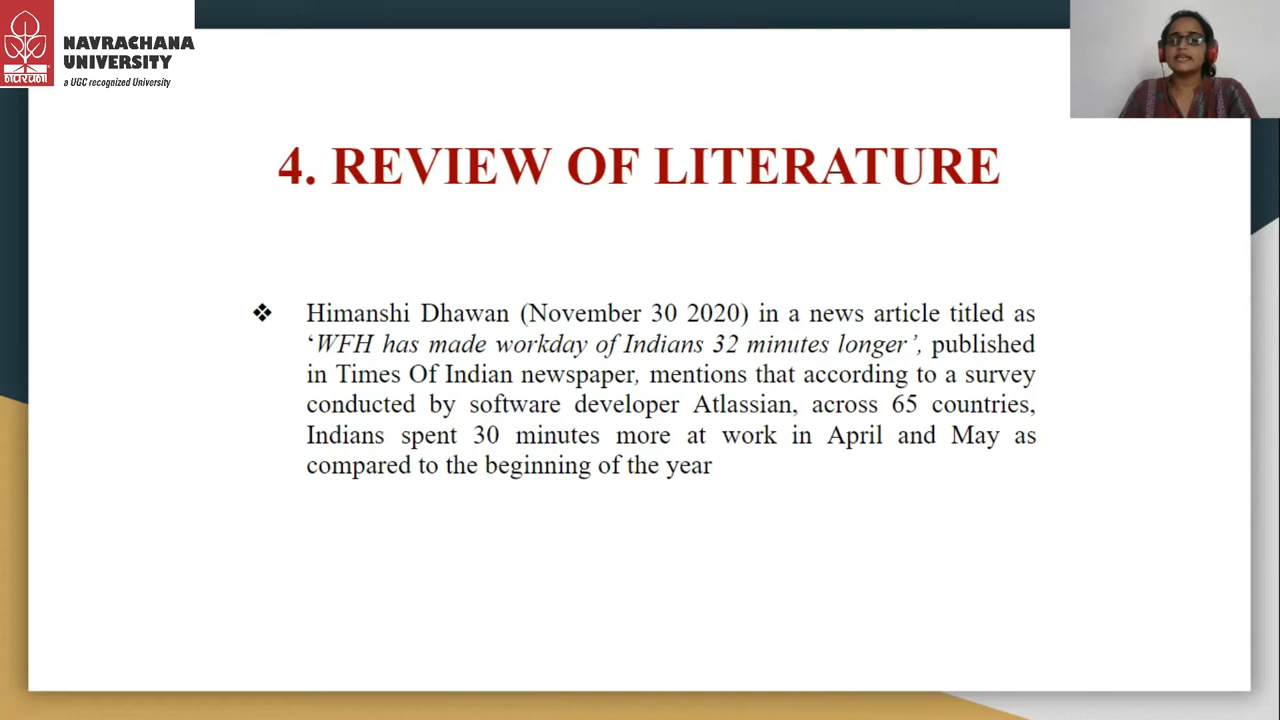 नवरचना
NAVRACHANA
UNIVERSITY
a UGC recognized University
4. REVIEW OF LITERATURE
❖ Himanshi Dhawan (November 30 2020) in a news article titled as
‘WFH has made workday of Indians 32 minutes longer’, published
in Times Of Indian newspaper, mentions that according to a survey
conducted by software developer Atlassian, across 65 countries,
Indians spent 30 minutes more at work in April and May as
compared to the beginning of the year